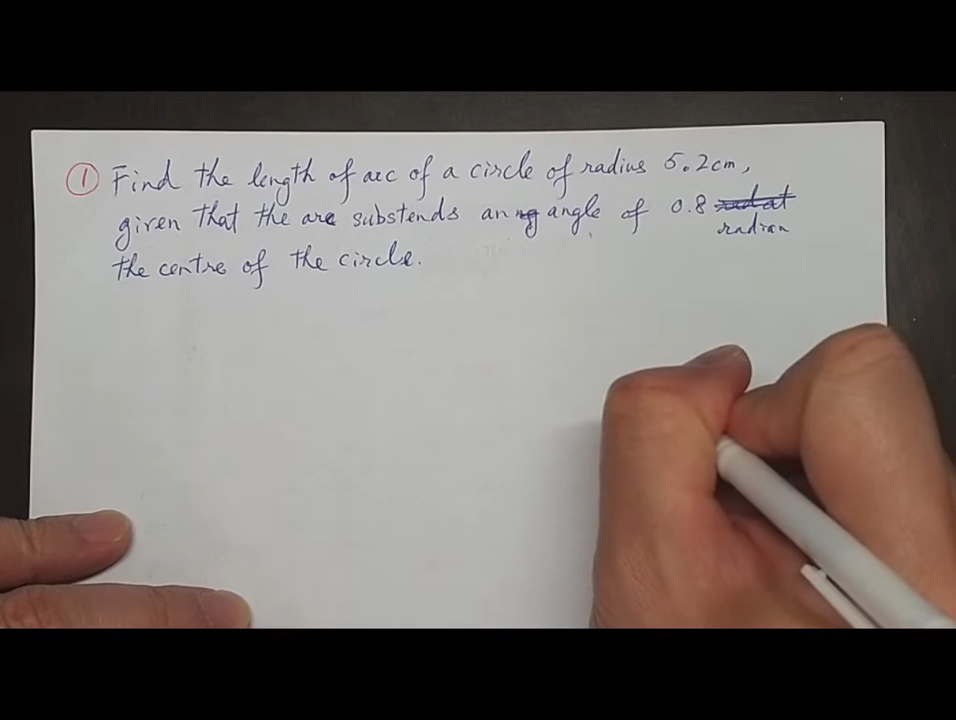 ① Find the length of arc of a circle of radius 5.2cm,
given that the arc substends an angle of 0.8 radian
the centre of the circle.